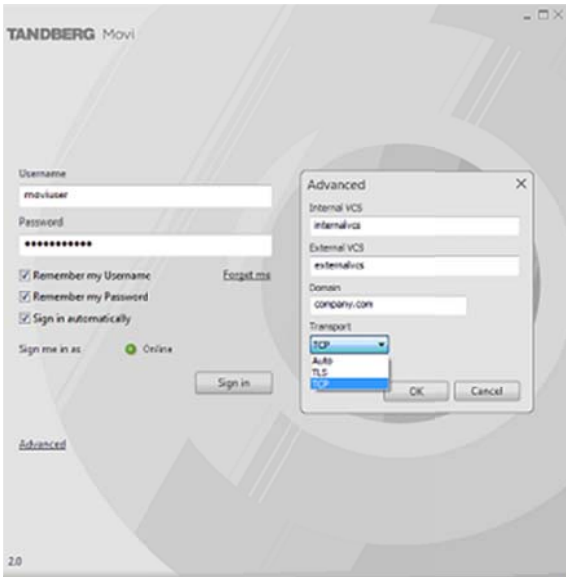 TANDBERG Movi
Username
moviuser
Password
Remember my Username
Forget me
Remember my Password
Sign in automatically
Sign me in as
Online
Sign in
Advanced
2.0
Advanced
Internal VCS
internalvcs
External VCS
externalvcs
Domain
company.com
Transport
TCP
Auto
TLS
TCP
OK
Cancel